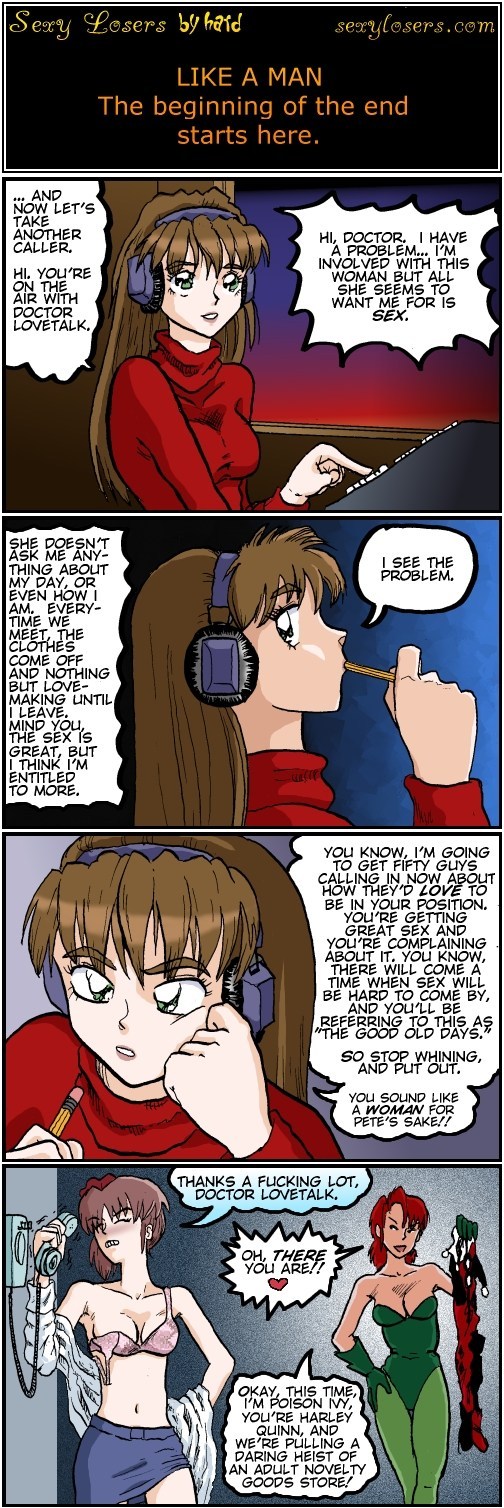 Sexy Losers by hard
sexylosers.com
LIKE A MAN
The beginning of the end
starts here.
... AND
NOW LET'S
TAKE
ANOTHER
CALLER.
HI. YOU'RE
ON THE
AIR WITH
DOCTOR
LOVETALK.
HI, DOCTOR. I HAVE
A PROBLEM... I'M
INVOLVED WITH THIS
WOMAN BUT ALL
SHE SEEMS TO
WANT ME FOR IS
SEX.
SHE DOESN'T
ASK ME ANY-
THING ABOUT
MY DAY, OR
EVEN HOW I
AM. EVERY-
TIME WE
MEET, THE
CLOTHES
COME OFF
AND NOTHING
BUT LOVE-
MAKING UNTIL
I LEAVE.
MIND YOU,
THE SEX IS
GREAT, BUT
I THINK I'M
ENTITLED
TO MORE.
I SEE THE
PROBLEM.
YOU KNOW, I'M GOING
TO GET FIFTY GUYS
CALLING IN NOW ABOUT
HOW THEY'D LOVE TO
BE IN YOUR POSITION.
YOU'RE GETTING
GREAT SEX AND
YOU'RE COMPLAINING
ABOUT IT. YOU KNOW,
THERE WILL COME A
TIME WHEN SEX WILL
BE HARD TO COME BY,
AND YOU'LL BE
REFERRING TO THIS AS
"THE GOOD OLD DAYS."
SO STOP WHINING,
AND PUT OUT.
YOU SOUND LIKE
A WOMAN FOR
PETE'S SAKE!!
THANKS A FUCKING LOT,
DOCTOR LOVETALK.
OH, THERE
YOU ARE!!
OKAY, THIS TIME,
I'M POISON IVY,
YOU'RE HARLEY
QUINN, AND
WE'RE PULLING A
DARING HEIST OF
AN ADULT NOVELTY
GOODS STORE!